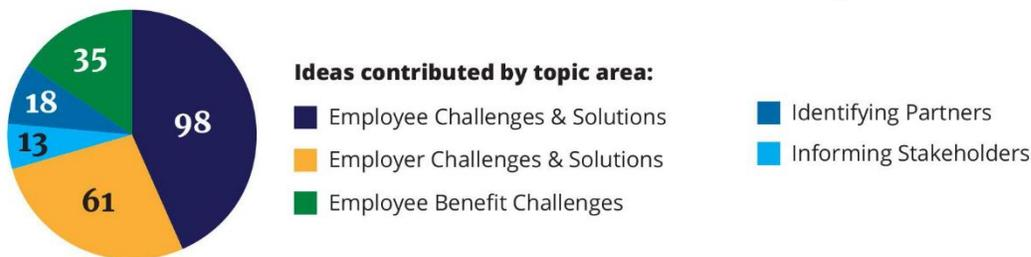 35
18
13
61
98
Ideas contributed by topic area:
Employee Challenges & Solutions
Employer Challenges & Solutions
Employee Benefit Challenges
Identifying Partners
Informing Stakeholders